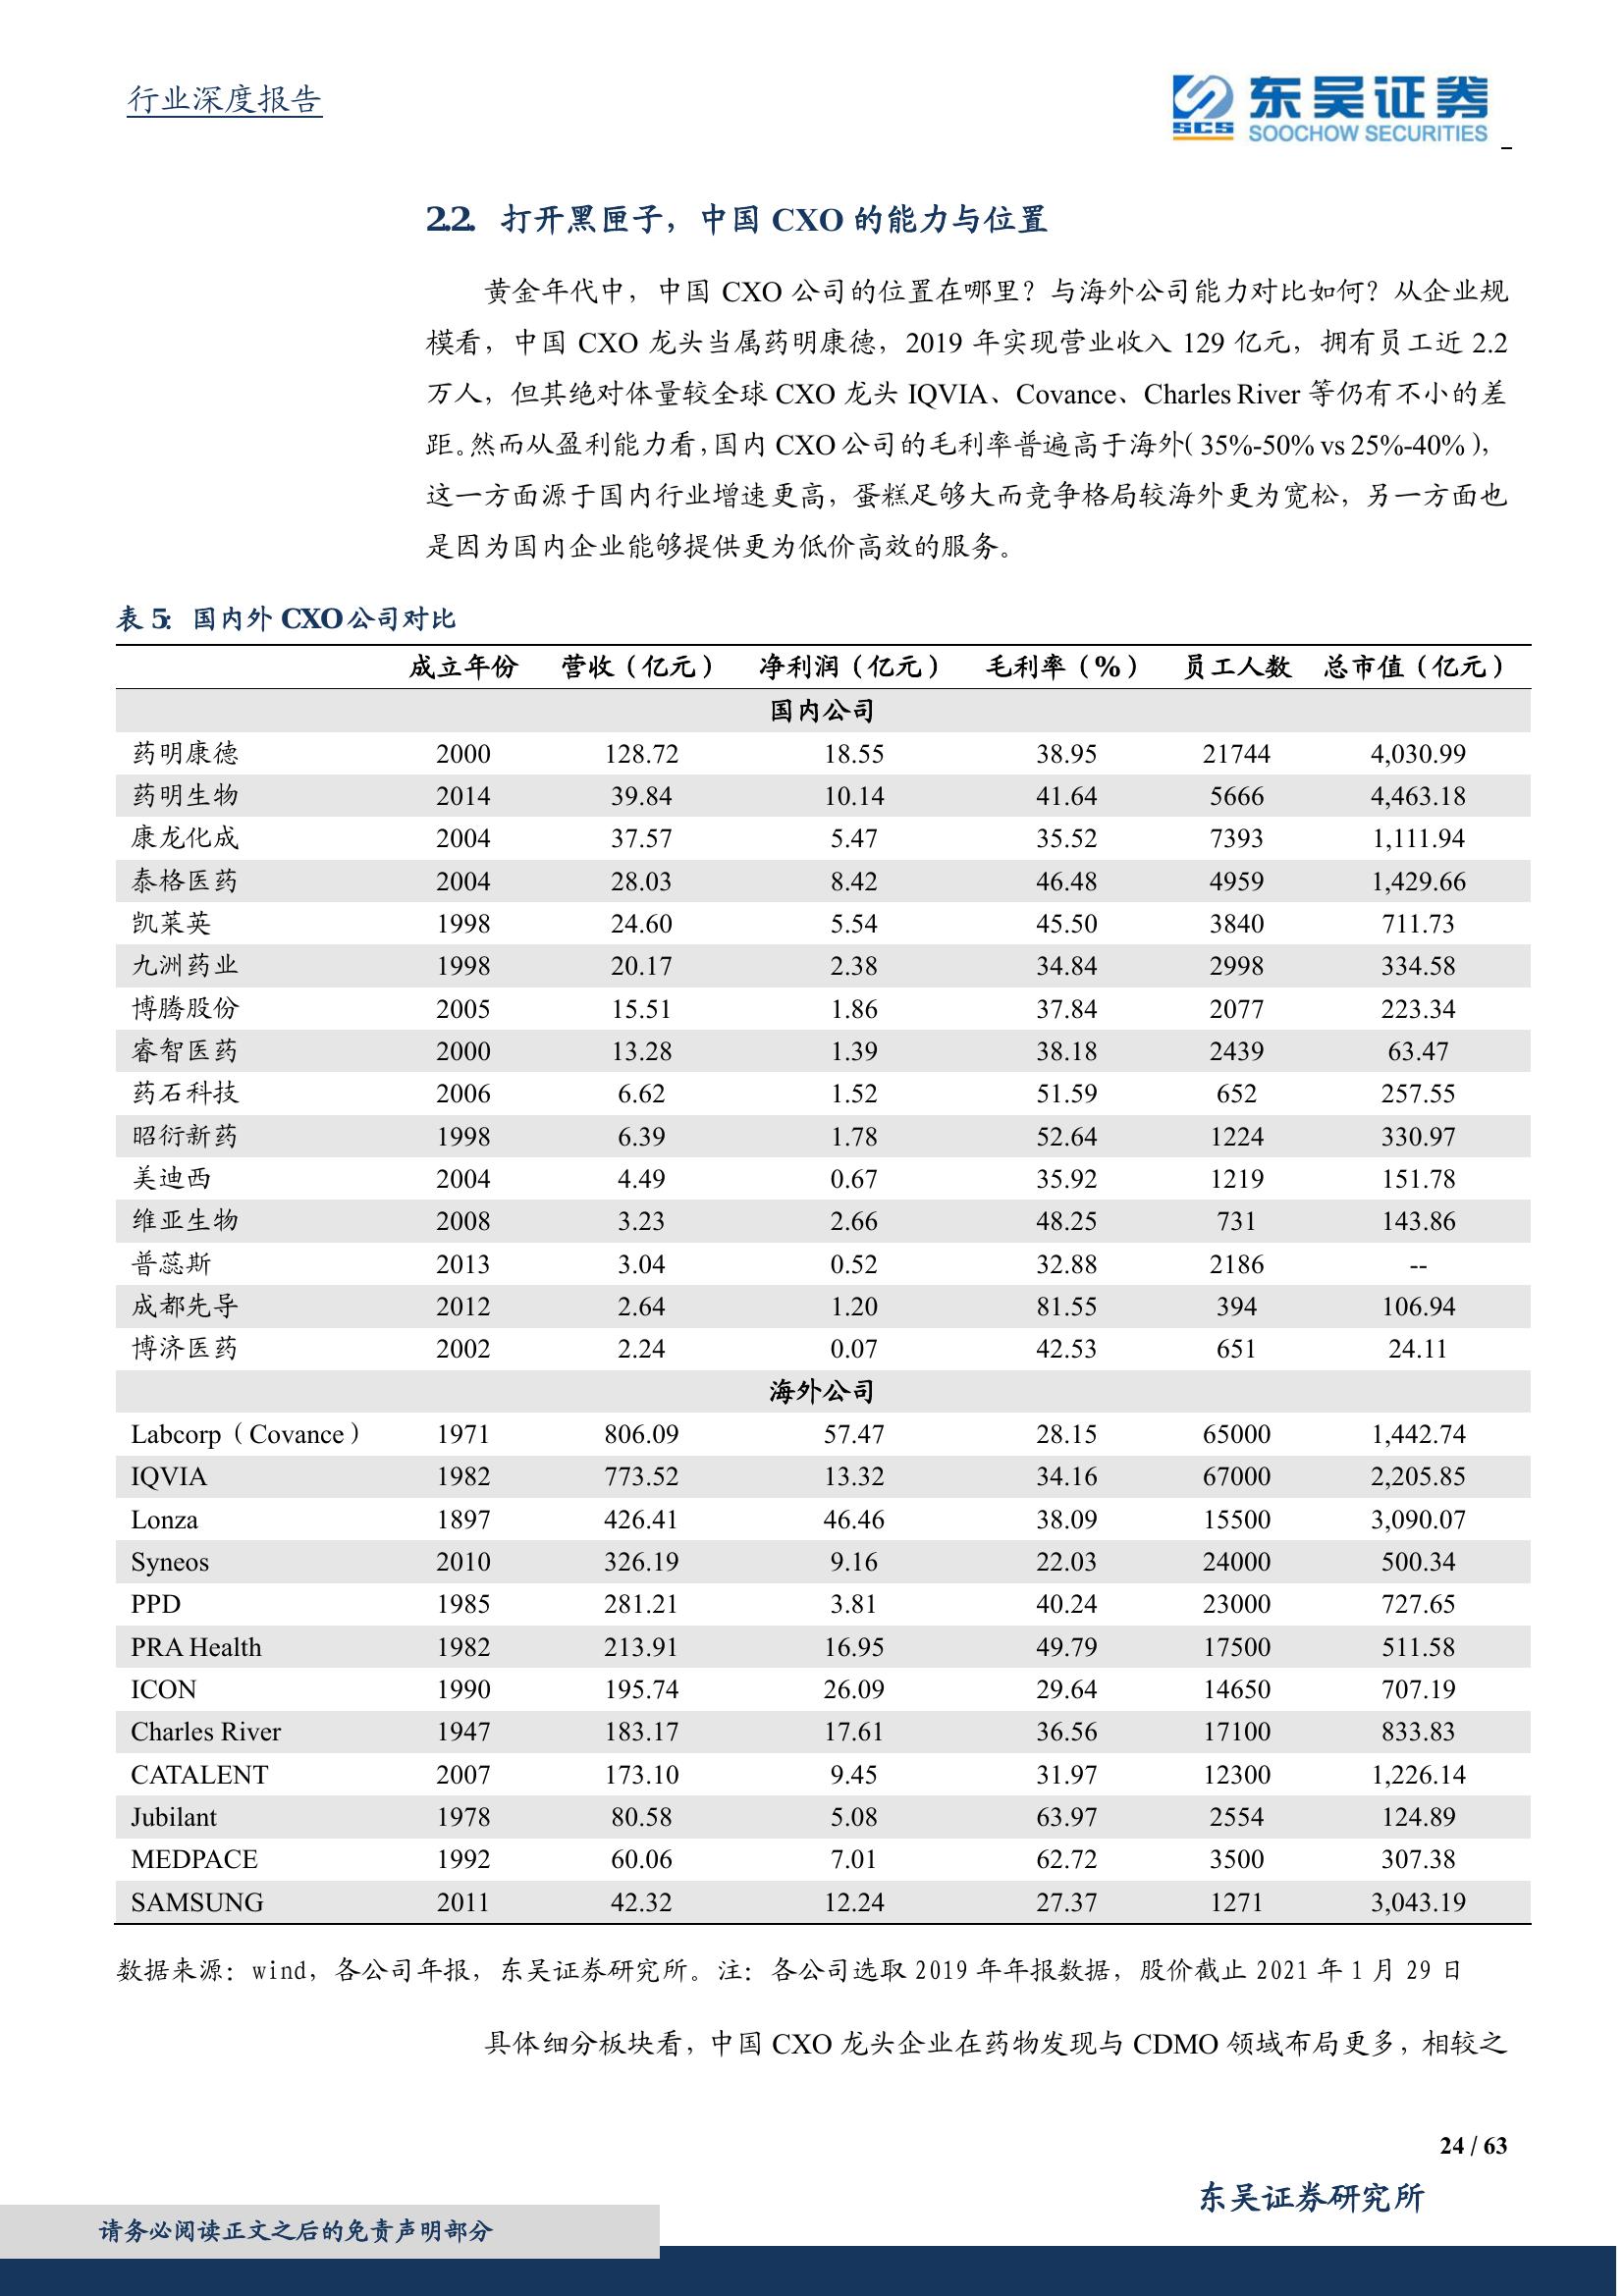 行业深度报告
SCS 东吴证券
SOOCHOW SECURITIES
2.2. 打开黑匣子，中国 CXO 的能力与位置
黄金年代中，中国 CXO 公司的位置在哪里？与海外公司能力对比如何？从企业规
模看，中国 CXO 龙头当属药明康德，2019 年实现营业收入 129 亿元，拥有员工近 2.2
万人，但其绝对体量较全球 CXO 龙头 IQVIA、Covance、Charles River 等仍有不小的差
距。然而从盈利能力看，国内 CXO 公司的毛利率普遍高于海外（35%-50% vs 25%-40%），
这一方面源于国内行业增速更高，蛋糕足够大而竞争格局较海外更为宽松，另一方面也
是因为国内企业能够提供更为低价高效的服务。
表 5： 国内外 CXO 公司对比
成立年份 营收（亿元） 净利润（亿元） 毛利率（%） 员工人数 总市值（亿元）
国内公司
药明康德 2000 128.72 18.55 38.95 21744 4,030.99
药明生物 2014 39.84 10.14 41.64 5666 4,463.18
康龙化成 2004 37.57 5.47 35.52 7393 1,111.94
泰格医药 2004 28.03 8.42 46.48 4959 1,429.66
凯莱英 1998 24.60 5.54 45.50 3840 711.73
九洲药业 1998 20.17 2.38 34.84 2998 334.58
博腾股份 2005 15.51 1.86 37.84 2077 223.34
睿智医药 2000 13.28 1.39 38.18 2439 63.47
药石科技 2006 6.62 1.52 51.59 652 257.55
昭衍新药 1998 6.39 1.78 52.64 1224 330.97
美迪西 2004 4.49 0.67 35.92 1219 151.78
维亚生物 2008 3.23 2.66 48.25 731 143.86
普蕊斯 2013 3.04 0.52 32.88 2186 --
成都先导 2012 2.64 1.20 81.55 394 106.94
博济医药 2002 2.24 0.07 42.53 651 24.11
海外公司
Labcorp（Covance） 1971 806.09 57.47 28.15 65000 1,442.74
IQVIA 1982 773.52 13.32 34.16 67000 2,205.85
Lonza 1897 426.41 46.46 38.09 15500 3,090.07
Syneos 2010 326.19 9.16 22.03 24000 500.34
PPD 1985 281.21 3.81 40.24 23000 727.65
PRA Health 1982 213.91 16.95 49.79 17500 511.58
ICON 1990 195.74 26.09 29.64 14650 707.19
Charles River 1947 183.17 17.61 36.56 17100 833.83
CATALENT 2007 173.10 9.45 31.97 12300 1,226.14
Jubilant 1978 80.58 5.08 63.97 2554 124.89
MEDPACE 1992 60.06 7.01 62.72 3500 307.38
SAMSUNG 2011 42.32 12.24 27.37 1271 3,043.19
数据来源：wind，各公司年报，东吴证券研究所。注：各公司选取 2019 年年报数据，股价截止 2021 年 1 月 29 日
具体细分板块看，中国 CXO 龙头企业在药物发现与 CDMO 领域布局更多，相较之
24 / 63
东吴证券研究所
请务必阅读正文之后的免责声明部分